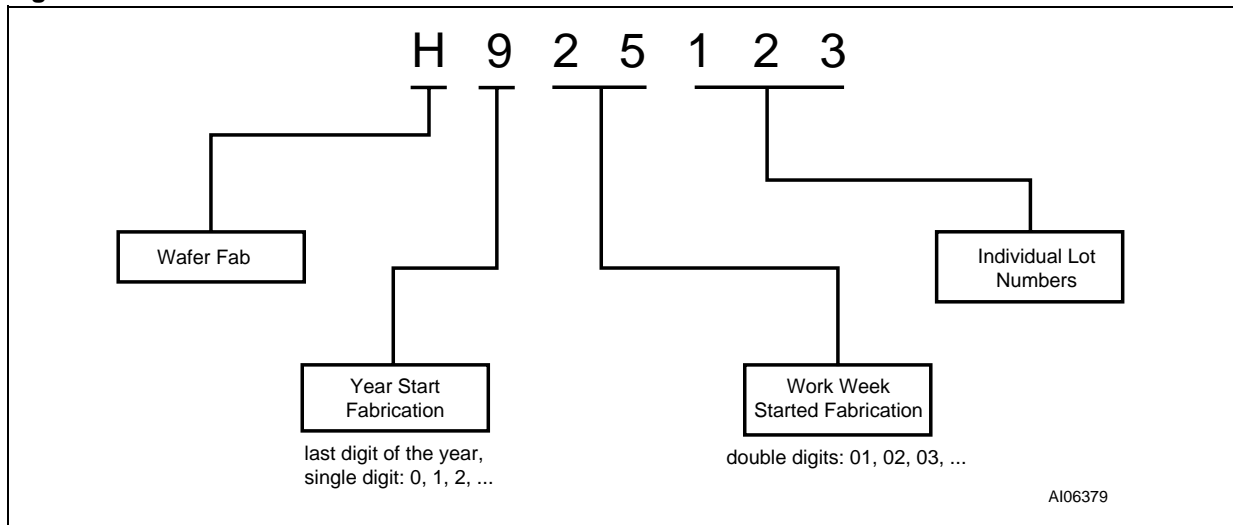 H 9 2 5 1 2 3
Wafer Fab
Individual Lot
Numbers
Year Start
Fabrication
last digit of the year,
single digit: 0, 1, 2, ...
Work Week
Started Fabrication
double digits: 01, 02, 03, ...
AI06379